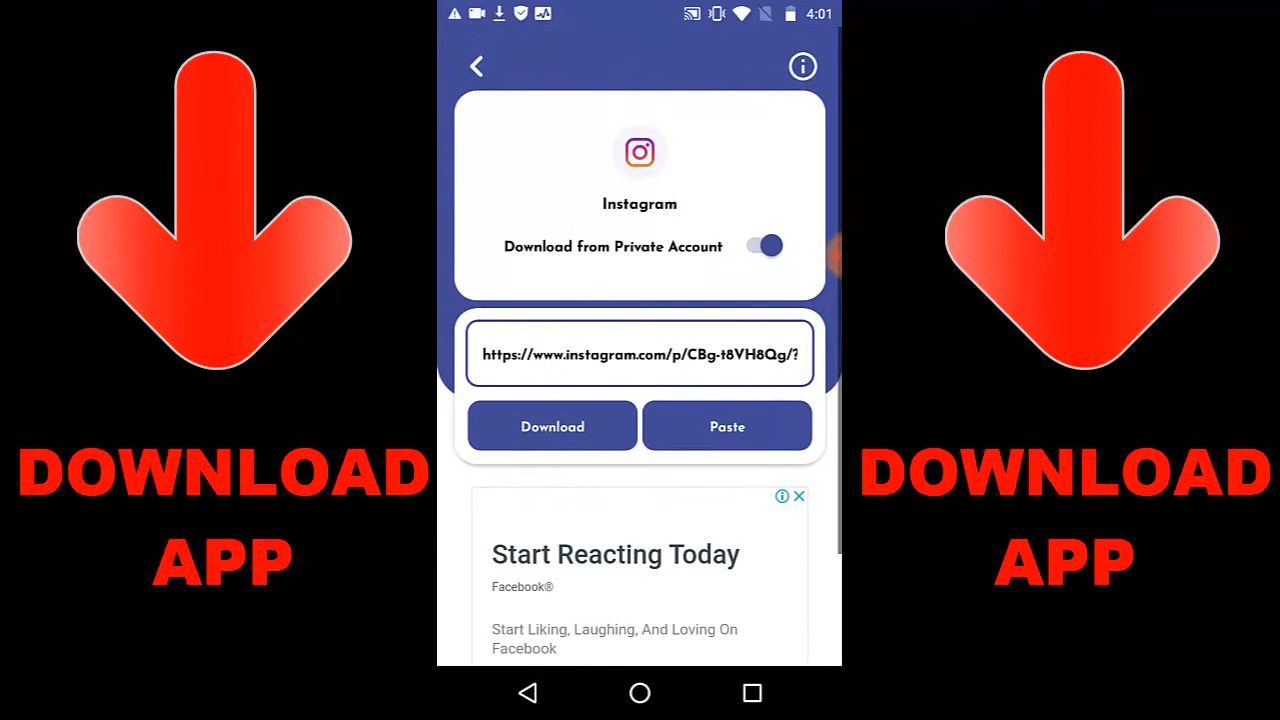 4:01
Instagram
Download from Private Account
https://www.instagram.com/p/CBg-t8VH8Qg/?
Download
Paste
Start Reacting Today
Facebook®
Start Liking, Laughing, And Loving On
Facebook
DOWNLOAD
APP
DOWNLOAD
APP